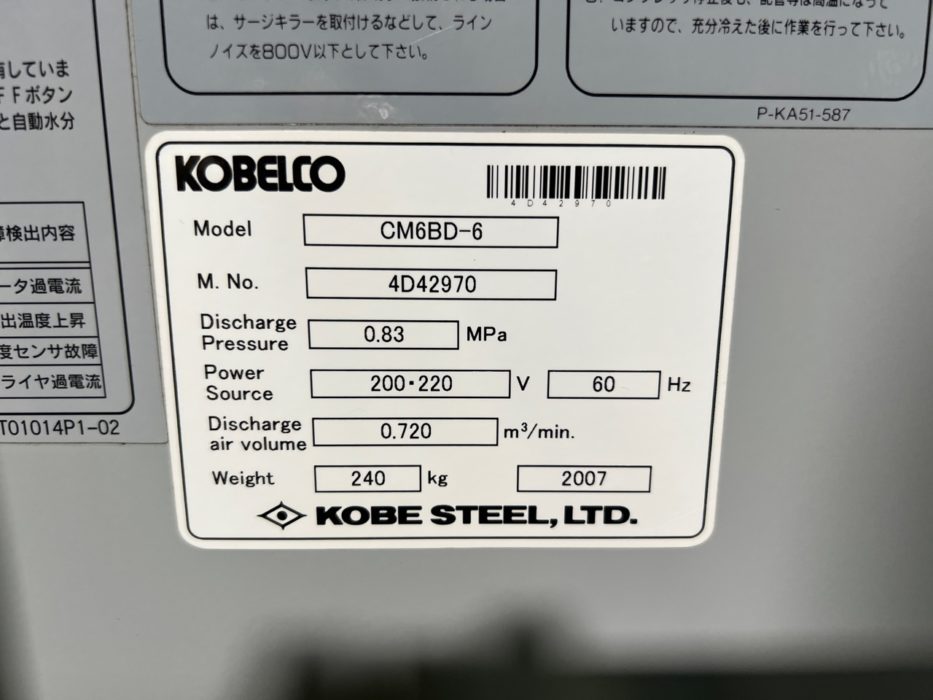 は、サージキラーを取付けるなどして、ライン
ノイズを800V以下として下さい。
いますので、充分冷えた後に作業を行って下さい。
P-KA51-587
していま
FFボタン
と自動水分
検出内容
ータ過電流
出温度上昇
度センサ故障
ライヤ過電流
T01014P1-02
KOBELCO
4D42970
Model CM6BD-6
M. No. 4D42970
Discharge Pressure 0.83 MPa
Power Source 200・220 V 60 Hz
Discharge air volume 0.720 m³/min.
Weight 240 kg 2007
KOBE STEEL, LTD.